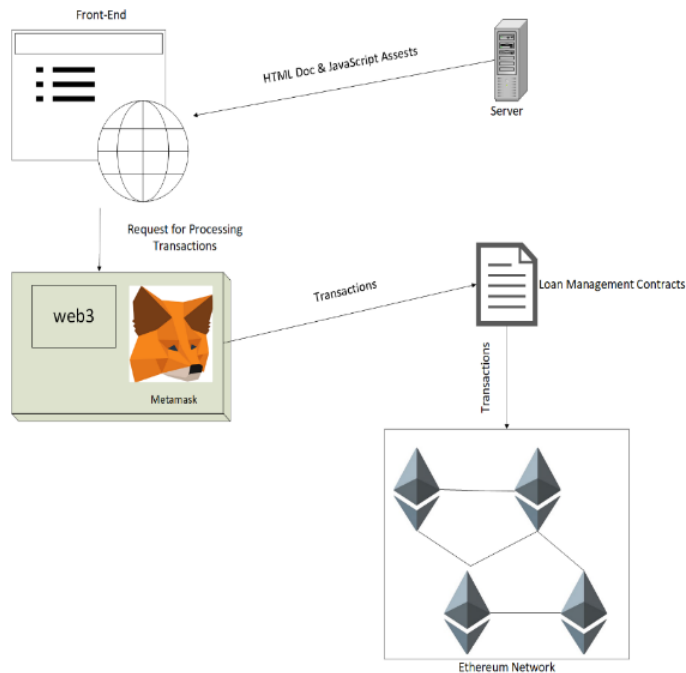 Front-End
HTML Doc & JavaScript Assests
Server
Request for Processing
Transactions
web3
Metamask
Transactions
Loan Management Contracts
Transactions
Ethereum Network